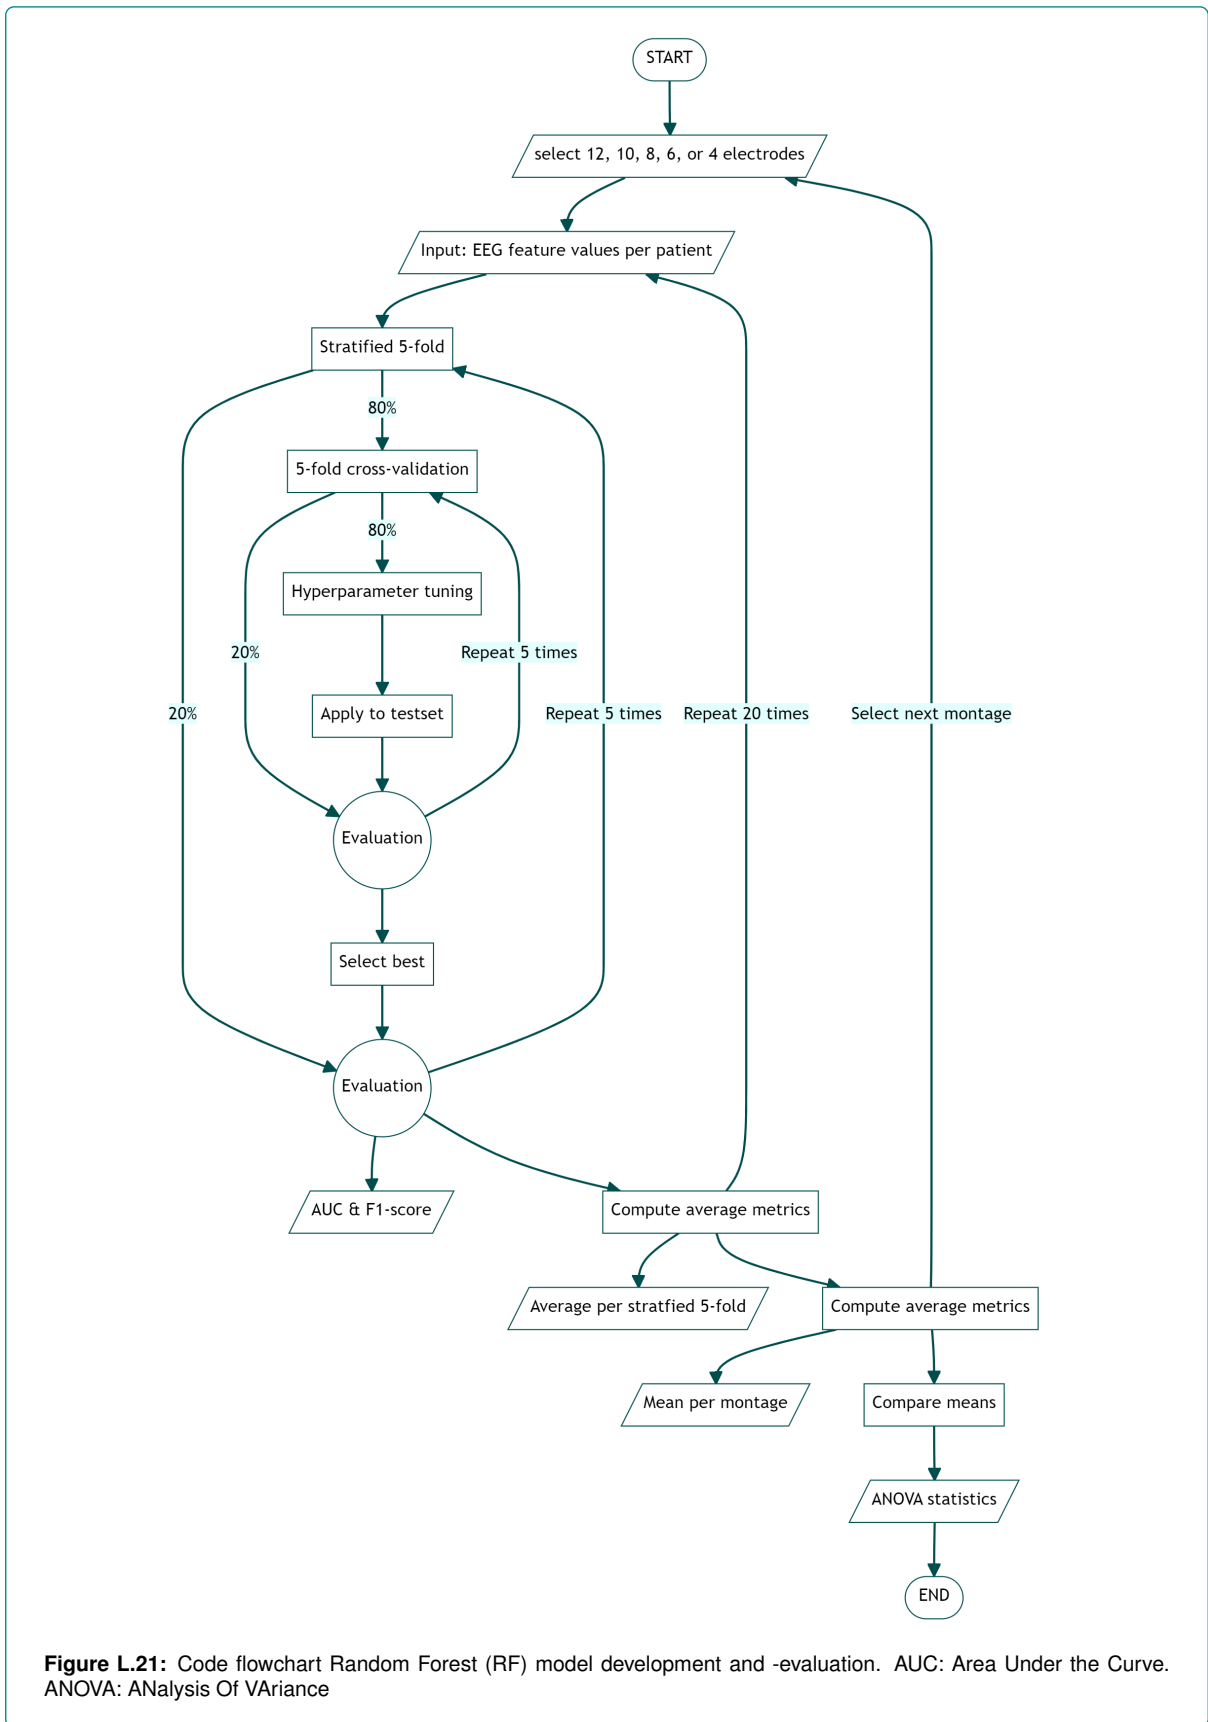 START
select 12, 10, 8, 6, or 4 electrodes
Input: EEG feature values per patient
Stratified 5-fold
80%
5-fold cross-validation
80%
Hyperparameter tuning
20%
Repeat 5 times
Apply to testset
20%
Repeat 5 times
Repeat 20 times
Select next montage
Evaluation
Select best
Evaluation
AUC & F1-score
Compute average metrics
Average per stratfied 5-fold
Compute average metrics
Mean per montage
Compare means
ANOVA statistics
END
Figure L.21: Code flowchart Random Forest (RF) model development and -evaluation. AUC: Area Under the Curve.
ANOVA: ANalysis Of VAriance